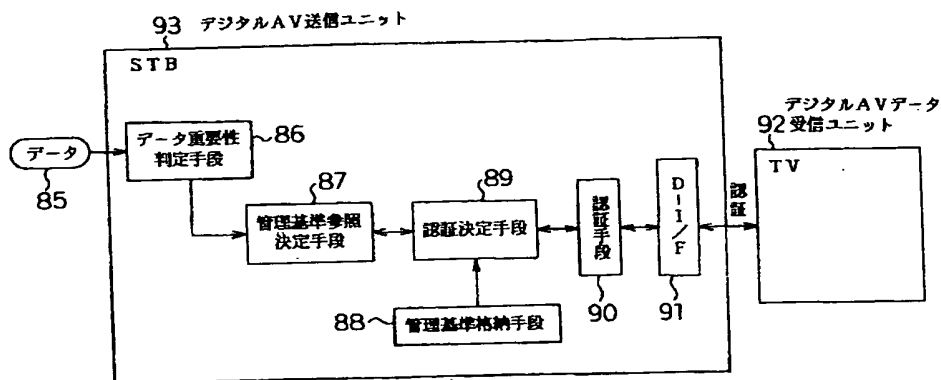 93 デジタルAV送信ユニット
STB
データ
85
データ重要性
判定手段
86
87
管理基準参照
決定手段
89
認証決定手段
88
管理基準格納手段
認証手段
90
D-I/F
91
認証
デジタルAVデータ
92 受信ユニット
TV